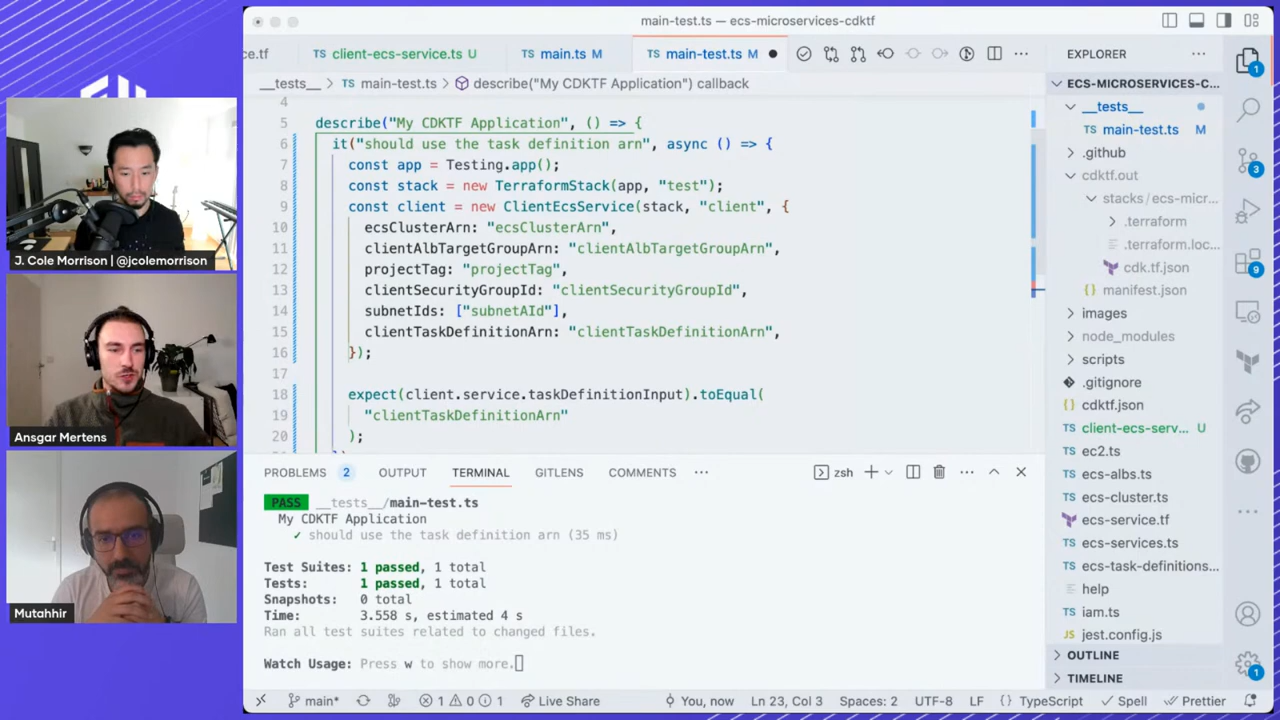 main-test.ts — ecs-microservices-cdktf
ce.tf
client-ecs-service.ts U
main.ts M
main-test.ts M
EXPLORER
__tests__ > main-test.ts > describe("My CDKTF Application") callback
ECS-MICROSERVICES-C...
4
5 describe("My CDKTF Application", () => {
6 it("should use the task definition arn", async () => {
7 const app = Testing.app();
8 const stack = new TerraformStack(app, "test");
9 const client = new ClientEcsService(stack, "client", {
10 ecsClusterArn: "ecsClusterArn",
11 clientAlbTargetGroupArn: "clientAlbTargetGroupArn",
12 projectTag: "projectTag",
13 clientSecurityGroupId: "clientSecurityGroupId",
14 subnetIds: ["subnetAId"],
15 clientTaskDefinitionArn: "clientTaskDefinitionArn",
16 });
17
18 expect(client.service.taskDefinitionInput).toEqual(
19 "clientTaskDefinitionArn"
20 );
__tests__
main-test.ts M
.github
cdktf.out
stacks / ecs-micr...
.terraform
.terraform.loc...
cdk.tf.json
manifest.json
images
node_modules
scripts
.gitignore
cdktf.json
client-ecs-serv... U
ec2.ts
ecs-albs.ts
ecs-cluster.ts
ecs-service.tf
ecs-services.ts
ecs-task-definitions...
help
iam.ts
jest.config.js
OUTLINE
TIMELINE
1
3
9
1
PROBLEMS 2 OUTPUT TERMINAL GITLENS COMMENTS ... zsh
PASS __tests__/main-test.ts
My CDKTF Application
✓ should use the task definition arn (35 ms)
Test Suites: 1 passed, 1 total
Tests: 1 passed, 1 total
Snapshots: 0 total
Time: 3.558 s, estimated 4 s
Ran all test suites related to changed files.
Watch Usage: Press w to show more.
main* 1 0 1 Live Share You, now Ln 23, Col 3 Spaces: 2 UTF-8 LF {} TypeScript Spell Prettier
J. Cole Morrison | @jcolemorrison
Ansgar Mertens
Mutahhir